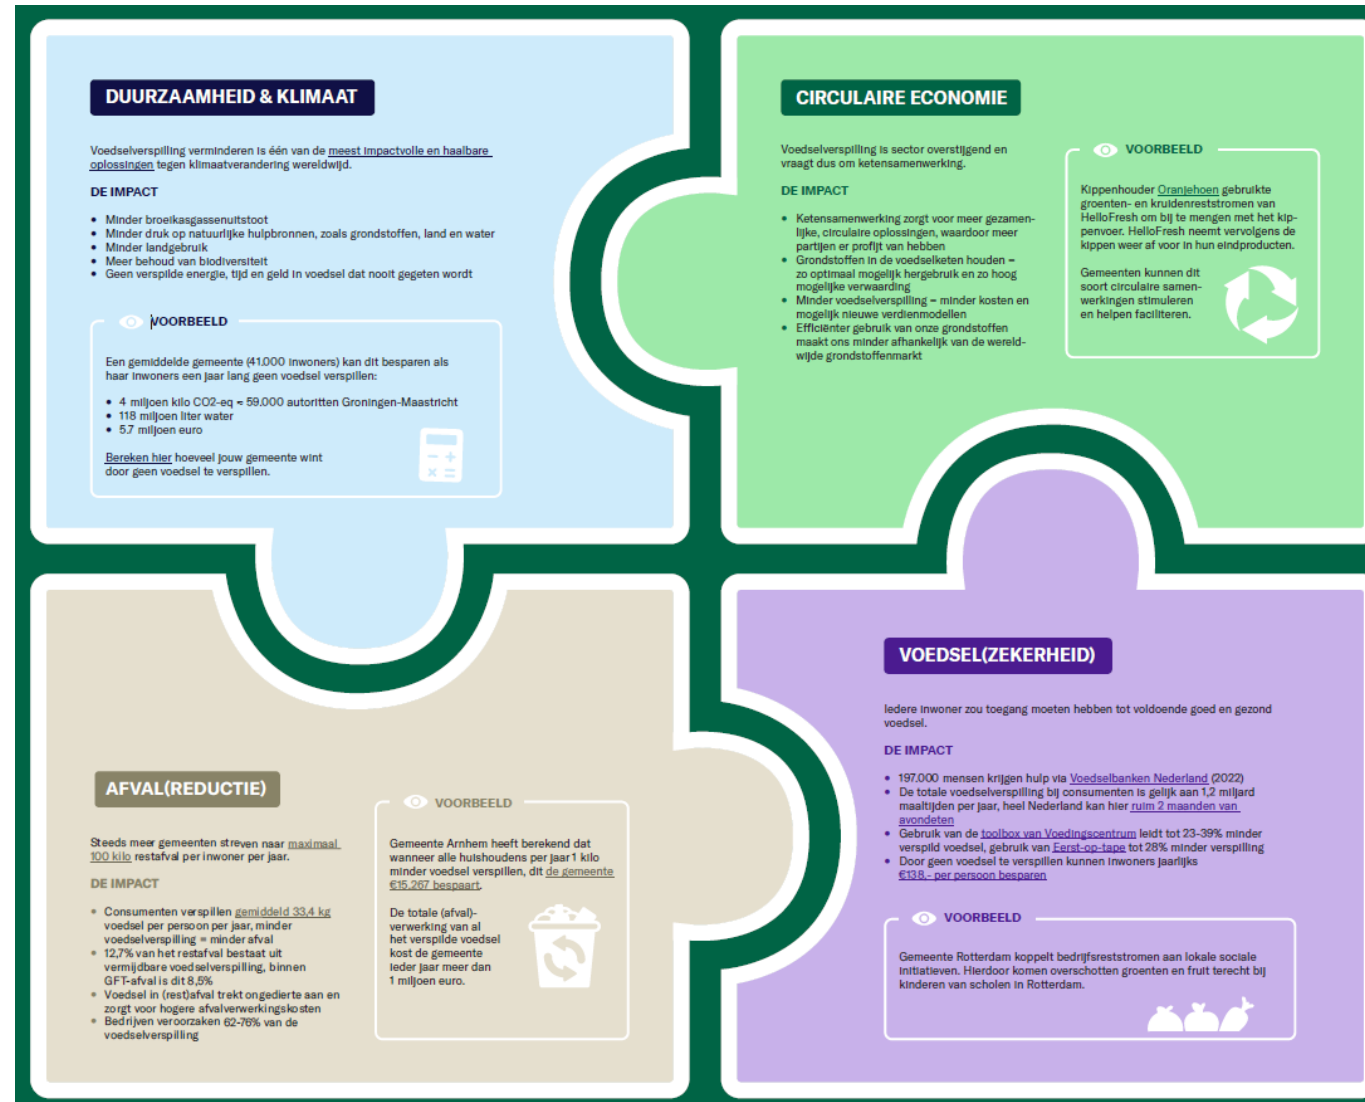 DUURZAAMHEID & KLIMAAT
Voedselverspilling verminderen is één van de meest impactvolle en haalbare
oplossingen tegen klimaatverandering wereldwijd.
DE IMPACT
• Minder broeikasgassenuitstoot
• Minder druk op natuurlijke hulpbronnen, zoals grondstoffen, land en water
• Minder landgebruik
• Meer behoud van biodiversiteit
• Geen verspilde energie, tijd en geld in voedsel dat nooit gegeten wordt
VOORBEELD
Een gemiddelde gemeente (41.000 inwoners) kan dit besparen als
haar inwoners een jaar lang geen voedsel verspillen:
• 4 miljoen kilo CO2-eq ≈ 59.000 autoritten Groningen-Maastricht
• 118 miljoen liter water
• 5.7 miljoen euro
Bereken hier hoeveel jouw gemeente wint
door geen voedsel te verspillen.
CIRCULAIRE ECONOMIE
Voedselverspilling is sector overstijgend en
vraagt dus om ketensamenwerking.
DE IMPACT
• Ketensamenwerking zorgt voor meer gezamen-
lijke, circulaire oplossingen, waardoor meer
partijen er profijt van hebben
• Grondstoffen in de voedselketen houden =
zo optimaal mogelijk hergebruik en zo hoog
mogelijke verwaarding
• Minder voedselverspilling = minder kosten en
mogelijk nieuwe verdienmodellen
• Efficiënter gebruik van onze grondstoffen
maakt ons minder afhankelijk van de wereld-
wijde grondstoffenmarkt
VOORBEELD
Kippenhouder Oranjehoen gebruikte
groenten- en kruidenreststromen van
HelloFresh om bij te mengen met het kip-
penvoer. HelloFresh neemt vervolgens de
kippen weer af voor in hun eindproducten.
Gemeenten kunnen dit
soort circulaire samen-
werkingen stimuleren
en helpen faciliteren.
AFVAL(REDUCTIE)
Steeds meer gemeenten streven naar maximaal
100 kilo restafval per inwoner per jaar.
DE IMPACT
• Consumenten verspillen gemiddeld 33,4 kg
voedsel per persoon per jaar, minder
voedselverspilling = minder afval
• 12,7% van het restafval bestaat uit
vermijdbare voedselverspilling, binnen
GFT-afval is dit 8,5%
• Voedsel in (rest)afval trekt ongedierte aan en
zorgt voor hogere afvalverwerkingskosten
• Bedrijven veroorzaken 62-76% van de
voedselverspilling
VOORBEELD
Gemeente Arnhem heeft berekend dat
wanneer alle huishoudens per jaar 1 kilo
minder voedsel verspillen, dit de gemeente
€15.267 bespaart.
De totale (afval)-
verwerking van al
het verspilde voedsel
kost de gemeente
ieder jaar meer dan
1 miljoen euro.
VOEDSEL(ZEKERHEID)
Iedere inwoner zou toegang moeten hebben tot voldoende goed en gezond
voedsel.
DE IMPACT
• 197.000 mensen krijgen hulp via Voedselbanken Nederland (2022)
• De totale voedselverspilling bij consumenten is gelijk aan 1,2 miljard
maaltijden per jaar, heel Nederland kan hier ruim 2 maanden van
avondeten
• Gebruik van de toolbox van Voedingscentrum leidt tot 23-39% minder
verspild voedsel, gebruik van Eerst-op-tape tot 28% minder verspilling
• Door geen voedsel te verspillen kunnen inwoners jaarlijks
€138,- per persoon besparen
VOORBEELD
Gemeente Rotterdam koppelt bedrijfsreststromen aan lokale sociale
initiatieven. Hierdoor komen overschotten groenten en fruit terecht bij
kinderen van scholen in Rotterdam.